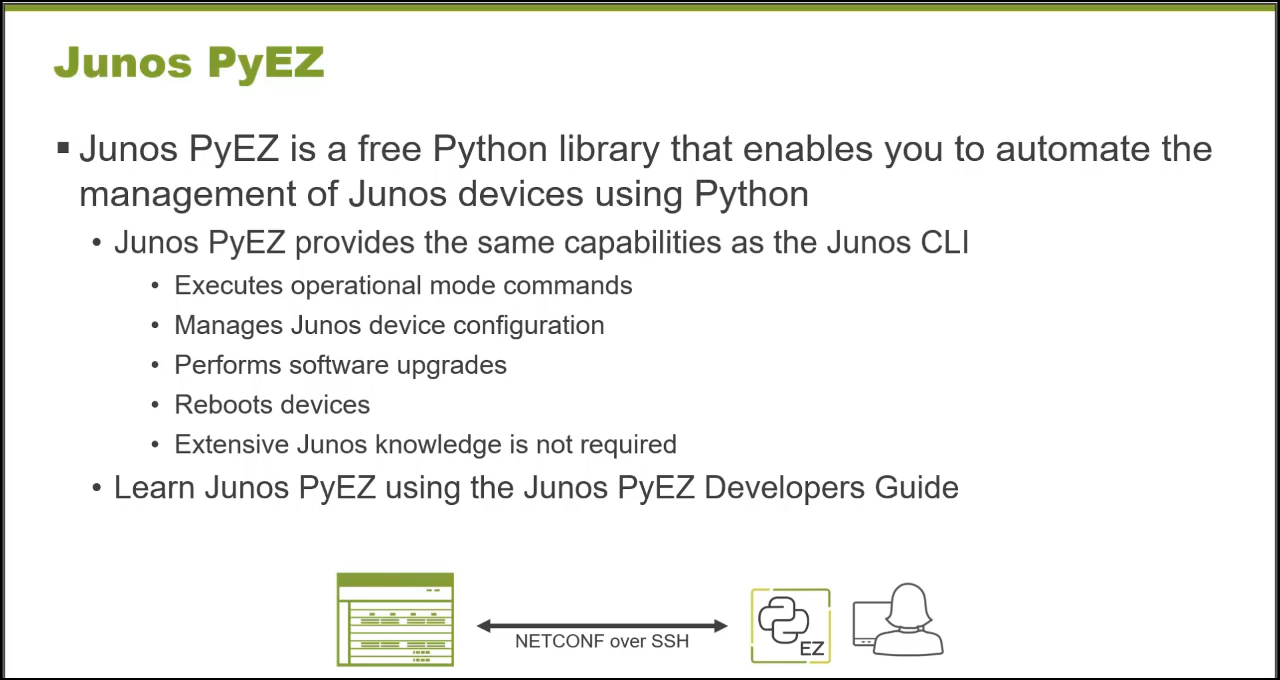 Junos PyEZ
▪ Junos PyEZ is a free Python library that enables you to automate the
management of Junos devices using Python
• Junos PyEZ provides the same capabilities as the Junos CLI
• Executes operational mode commands
• Manages Junos device configuration
• Performs software upgrades
• Reboots devices
• Extensive Junos knowledge is not required
• Learn Junos PyEZ using the Junos PyEZ Developers Guide
NETCONF over SSH
EZ